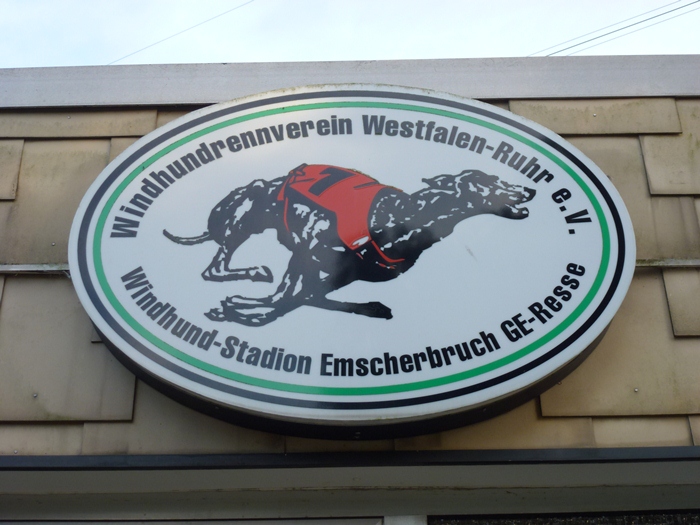 Windhundrennverein Westfalen-Ruhr e.V.
1
Windhund-Stadion Emscherbruch GE-Resse